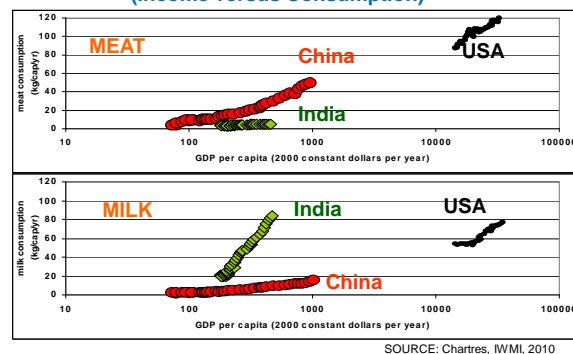 (Income versus Consumption)
MEAT
China
USA
India
meat consumption
(kg/cap/yr)
120
100
80
60
40
20
0
10
100
1000
10000
100000
GDP per capita (2000 constant dollars per year)
MILK
India
USA
China
milk consumption
(kg/cap/yr)
120
100
80
60
40
20
0
10
100
1000
10000
100000
GDP per capita (2000 constant dollars per year)
SOURCE: Chartres, IWMI, 2010